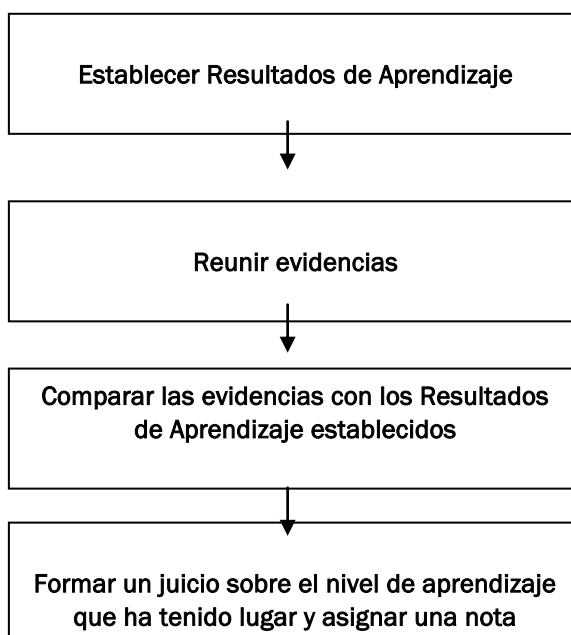 Establecer Resultados de Aprendizaje
Reunir evidencias
Comparar las evidencias con los Resultados
de Aprendizaje establecidos
Formar un juicio sobre el nivel de aprendizaje
que ha tenido lugar y asignar una nota